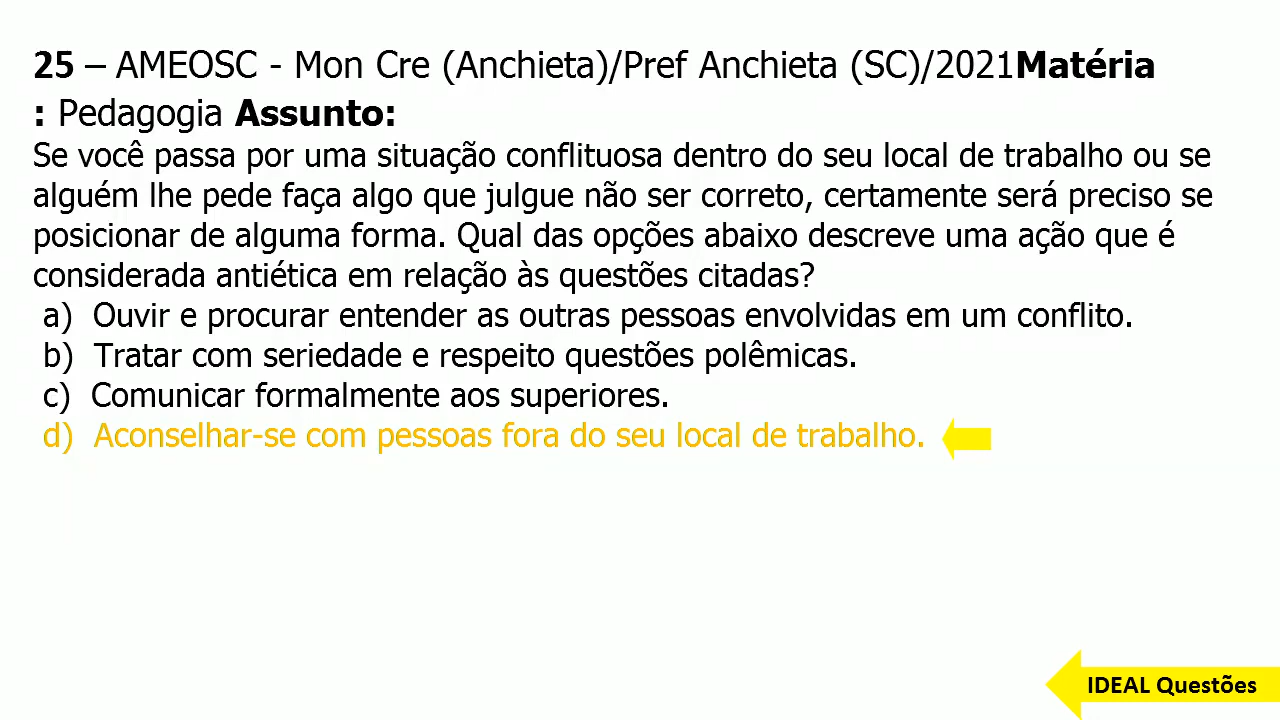 25 – AMEOSC - Mon Cre (Anchieta)/Pref Anchieta (SC)/2021Matéria
: Pedagogia Assunto:
Se você passa por uma situação conflituosa dentro do seu local de trabalho ou se
alguém lhe pede faça algo que julgue não ser correto, certamente será preciso se
posicionar de alguma forma. Qual das opções abaixo descreve uma ação que é
considerada antiética em relação às questões citadas?
a) Ouvir e procurar entender as outras pessoas envolvidas em um conflito.
b) Tratar com seriedade e respeito questões polêmicas.
c) Comunicar formalmente aos superiores.
d) Aconselhar-se com pessoas fora do seu local de trabalho.
IDEAL Questões